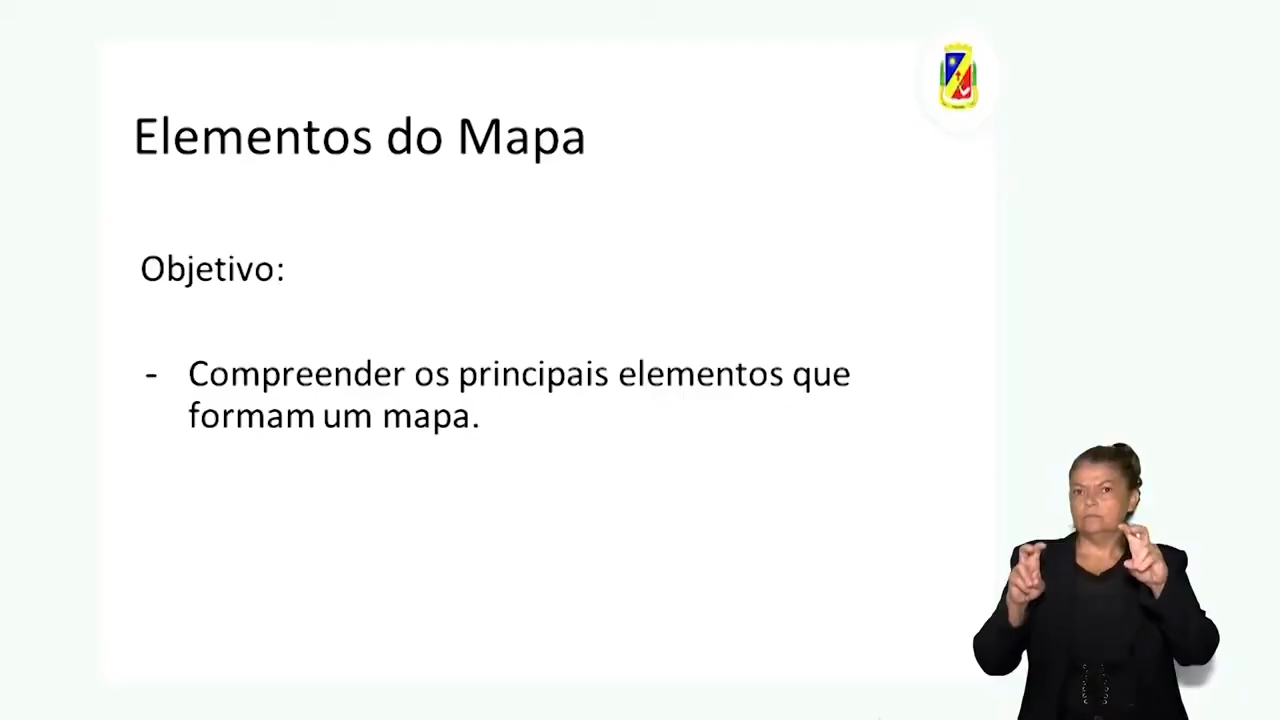 Elementos do Mapa
Objetivo:
- Compreender os principais elementos que
formam um mapa.